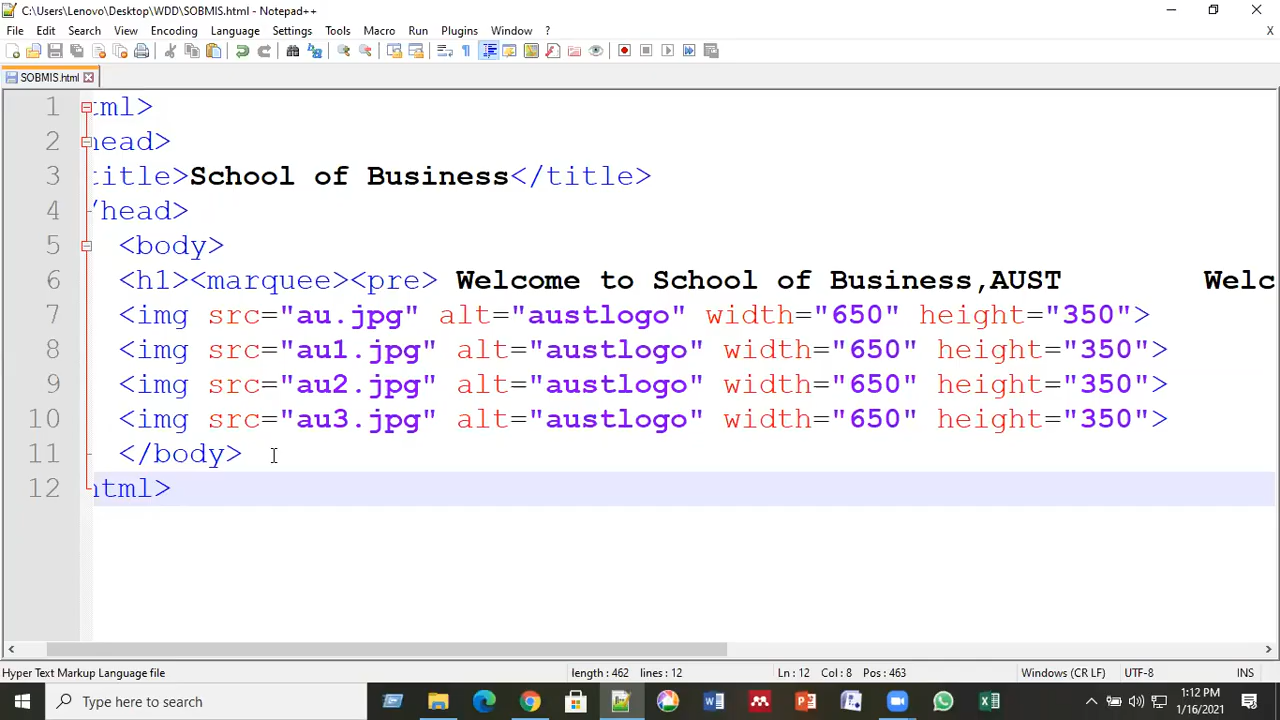 C:\Users\Lenovo\Desktop\WDD\SOBMIS.html - Notepad++
File Edit Search View Encoding Language Settings Tools Macro Run Plugins Window ? X
SOBMIS.html
1 tml>
2 head>
3 title>School of Business</title>
4 /head>
5 <body>
6 <h1><marquee><pre> Welcome to School of Business,AUST Welc
7 <img src="au.jpg" alt="austlogo" width="650" height="350">
8 <img src="au1.jpg" alt="austlogo" width="650" height="350">
9 <img src="au2.jpg" alt="austlogo" width="650" height="350">
10 <img src="au3.jpg" alt="austlogo" width="650" height="350">
11 </body>
12 html>
Hyper Text Markup Language file length : 462 lines : 12 Ln : 12 Col : 8 Pos : 463 Windows (CR LF) UTF-8 INS
Type here to search
1:12 PM
1/16/2021